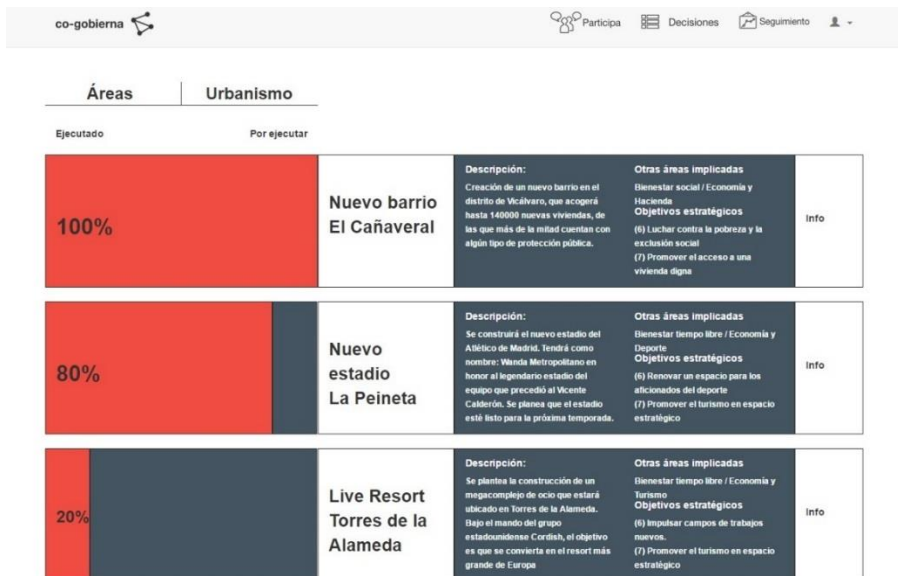 co-gobierna
Participa
Decisiones
Seguimiento
Áreas
Urbanismo
Ejecutado
Por ejecutar
100%
Nuevo barrio
El Cañaveral
Descripción:
Creación de un nuevo barrio en el
distrito de Vicálvaro, que acogerá
hasta 140000 nuevas viviendas, de
las que más de la mitad cuentan con
algún tipo de protección pública.
Otras áreas implicadas
Bienestar social / Economía y
Hacienda
Objetivos estratégicos
(6) Luchar contra la pobreza y la
exclusión social
(7) Promover el acceso a una
vivienda digna
Info
80%
Nuevo
estadio
La Peineta
Descripción:
Se construirá el nuevo estadio del
Atlético de Madrid. Tendrá como
nombre: Wanda Metropolitano en
honor al legendario estadio del
equipo que precedió al Vicente
Calderón. Se planea que el estadio
esté listo para la próxima temporada.
Otras áreas implicadas
Bienestar tiempo libre / Economía y
Deporte
Objetivos estratégicos
(6) Renovar un espacio para los
aficionados del deporte
(7) Promover el turismo en espacio
estratégico
Info
20%
Live Resort
Torres de la
Alameda
Descripción:
Se plantea la construcción de un
megacomplejo de ocio que estará
ubicado en Torres de la Alameda.
Bajo el mando del grupo
estadounidense Cordish, el objetivo
es que se convierta en el resort más
grande de Europa
Otras áreas implicadas
Bienestar tiempo libre / Economía y
Turismo
Objetivos estratégicos
(6) Impulsar campos de trabajos
nuevos.
(7) Promover el turismo en espacio
estratégico
Info